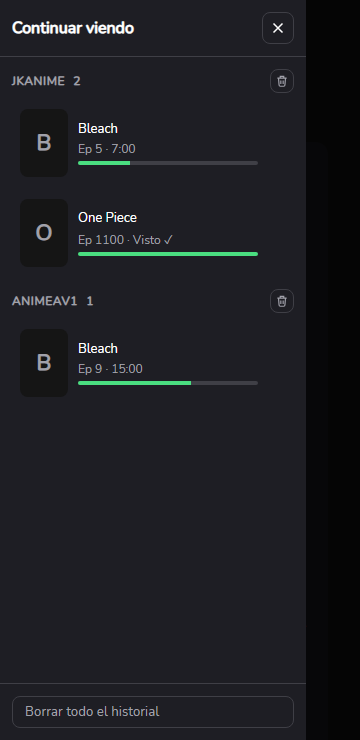 Continuar viendo
JKANIME 2
B
Bleach
Ep 5 · 7:00
O
One Piece
Ep 1100 · Visto ✓
ANIMEAV1 1
B
Bleach
Ep 9 · 15:00
Borrar todo el historial